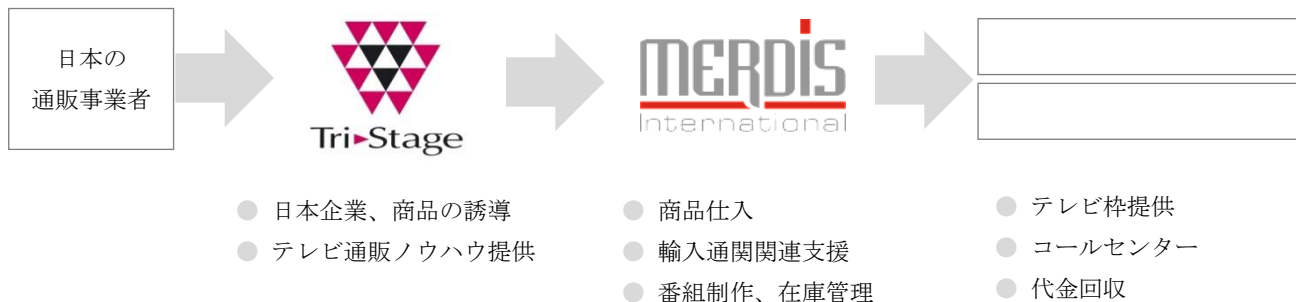 日本の
通販事業者
Tri-Stage
MERDIS
International
日本企業、商品の誘導
テレビ通販ノウハウ提供
商品仕入
輸入通関関連支援
番組制作、在庫管理
テレビ枠提供
コールセンター
代金回収